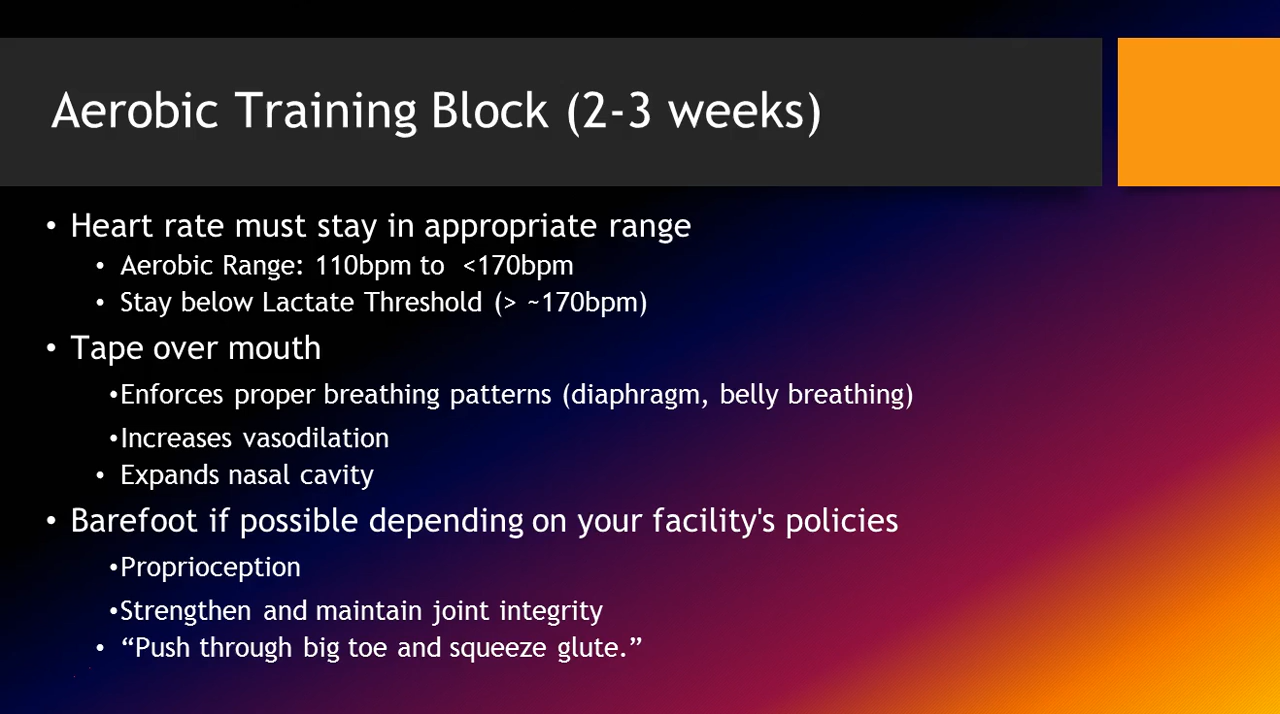 Aerobic Training Block (2-3 weeks)
• Heart rate must stay in appropriate range
• Aerobic Range: 110bpm to <170bpm
• Stay below Lactate Threshold (> ~170bpm)
• Tape over mouth
•Enforces proper breathing patterns (diaphragm, belly breathing)
•Increases vasodilation
• Expands nasal cavity
• Barefoot if possible depending on your facility's policies
•Proprioception
•Strengthen and maintain joint integrity
• “Push through big toe and squeeze glute.”